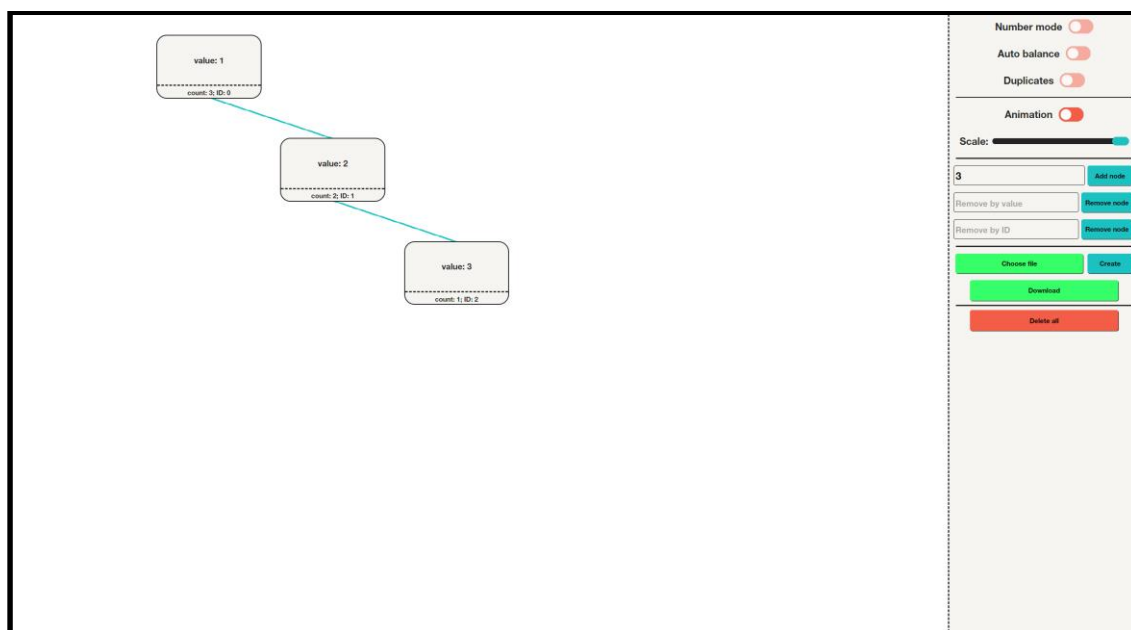 value: 1
count: 3; ID: 0
value: 2
count: 2; ID: 1
value: 3
count: 1; ID: 2
Number mode
Auto balance
Duplicates
Animation
Scale:
3
Add node
Remove by value
Remove node
Remove by ID
Remove node
Choose file
Create
Download
Delete all